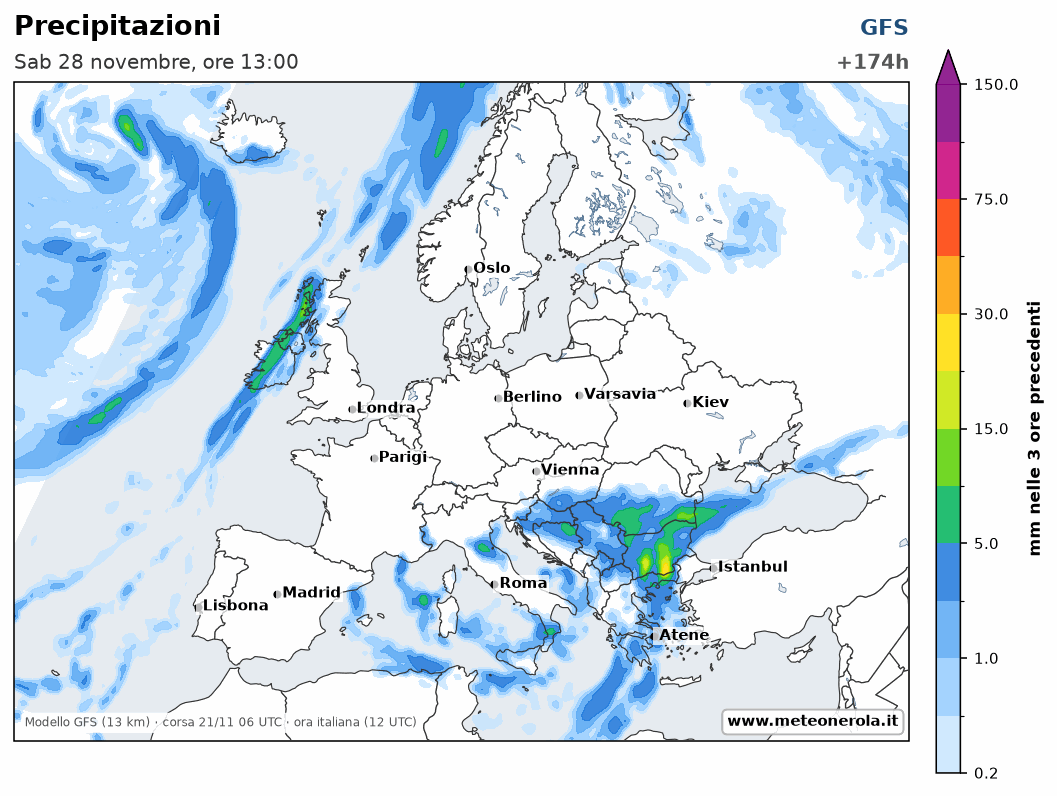 Precipitazioni
GFS
Sab 28 novembre, ore 13:00
+174h
150.0
75.0
30.0
15.0
5.0
1.0
0.2
mm nelle 3 ore precedenti
Oslo
Berlino
Varsavia
Kiev
Londra
Parigi
Vienna
Istanbul
Roma
Madrid
Lisbona
Atene
Modello GFS (13 km) · corsa 21/11 06 UTC · ora italiana (12 UTC)
www.meteonerola.it